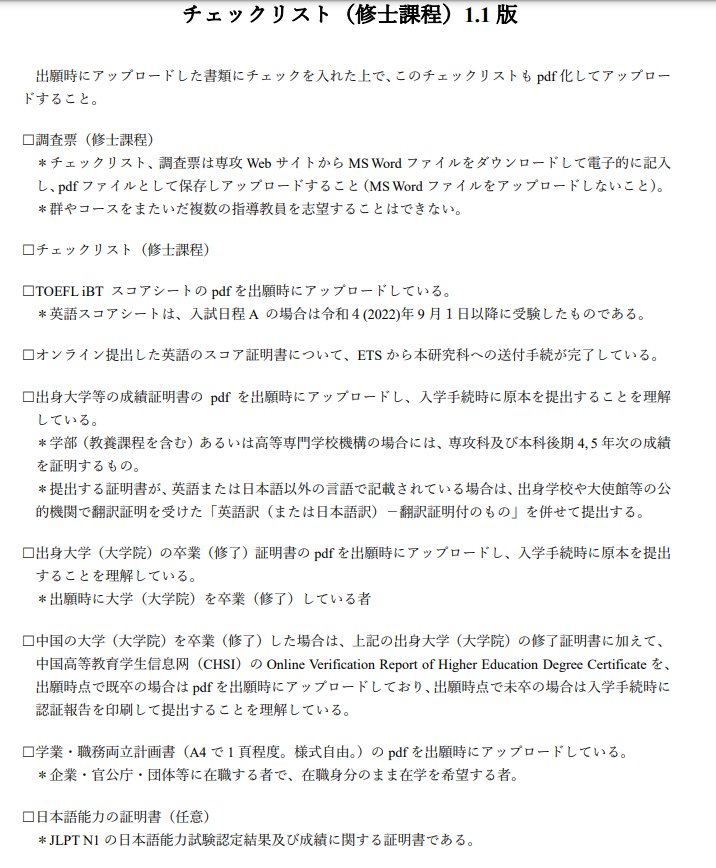 チェックリスト（修士課程）1.1 版
出願時にアップロードした書類にチェックを入れた上で、このチェックリストも pdf 化してアップロー
ドすること。
☐調査票（修士課程）
＊チェックリスト、調査票は専攻 Web サイトから MS Word ファイルをダウンロードして電子的に記入
し、pdf ファイルとして保存しアップロードすること（MS Word ファイルをアップロードしないこと）。
＊群やコースをまたいだ複数の指導教員を志望することはできない。
☐チェックリスト（修士課程）
☐TOEFL iBT スコアシートの pdf を出願時にアップロードしている。
＊英語スコアシートは、入試日程 A の場合は令和４(2022)年 9 月１日以降に受験したものである。
☐オンライン提出した英語のスコア証明書について、ETS から本研究科への送付手続が完了している。
☐出身大学等の成績証明書の pdf を出願時にアップロードし、入学手続時に原本を提出することを理解
している。
＊学部（教養課程を含む）あるいは高等専門学校機構の場合には、専攻科及び本科後期 4, 5 年次の成績
を証明するもの。
＊提出する証明書が、英語または日本語以外の言語で記載されている場合は、出身学校や大使館等の公
的機関で翻訳証明を受けた「英語訳（または日本語訳）－翻訳証明付のもの」を併せて提出する。
☐出身大学（大学院）の卒業（修了）証明書の pdf を出願時にアップロードし、入学手続時に原本を提出
することを理解している。
＊出願時に大学（大学院）を卒業（修了）している者
☐中国の大学（大学院）を卒業（修了）した場合は、上記の出身大学（大学院）の修了証明書に加えて、
中国高等教育学生信息网（CHSI）の Online Verification Report of Higher Education Degree Certificate を、
出願時点で既卒の場合は pdf を出願時にアップロードしており、出願時点で未卒の場合は入学手続時に
認証報告を印刷して提出することを理解している。
☐学業・職務両立計画書（A4 で 1 頁程度。様式自由。）の pdf を出願時にアップロードしている。
＊企業・官公庁・団体等に在職する者で、在職身分のまま在学を希望する者。
☐日本語能力の証明書（任意）
＊JLPT N1 の日本語能力試験認定結果及び成績に関する証明書である。